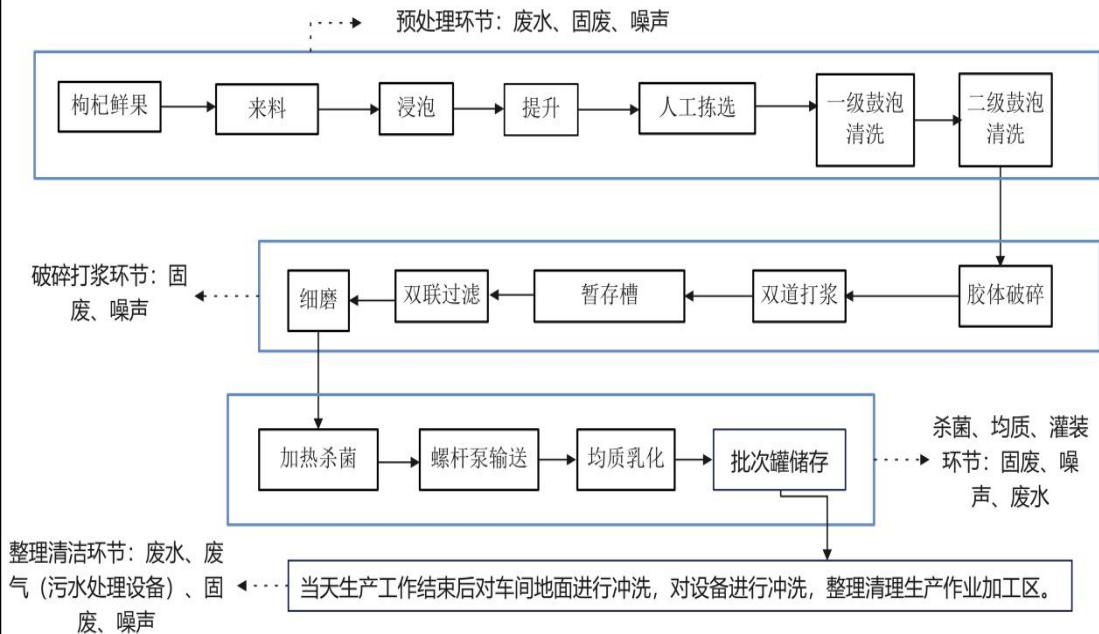 预处理环节：废水、固废、噪声
枸杞鲜果
来料
浸泡
提升
人工拣选
一级鼓泡
清洗
二级鼓泡
清洗
破碎打浆环节：固
废、噪声
细磨
双联过滤
暂存槽
双道打浆
胶体破碎
加热杀菌
螺杆泵输送
均质乳化
批次罐储存
杀菌、均质、灌装
环节：固废、噪
声、废水
整理清洁环节：废水、废
气（污水处理设备）、固
废、噪声
当天生产工作结束后对车间地面进行冲洗，对设备进行冲洗，整理清理生产作业加工区。